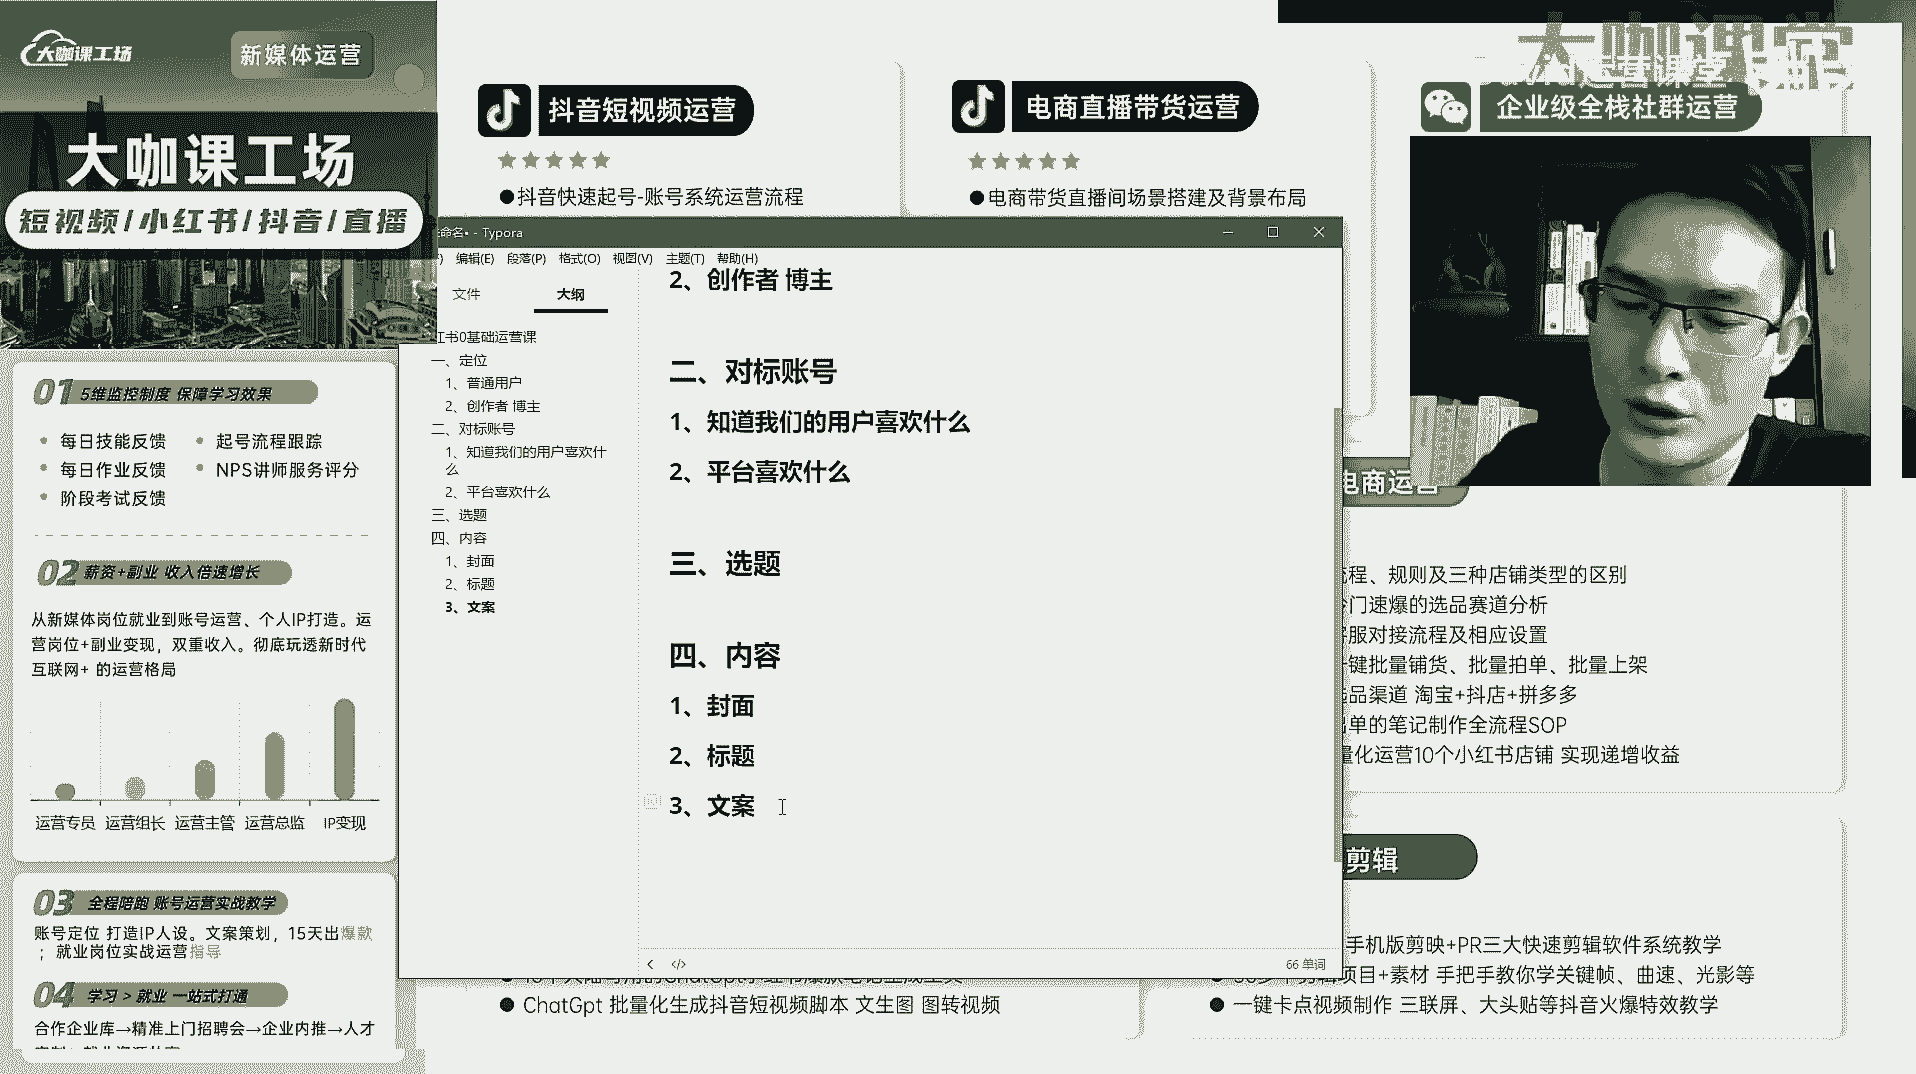 大咖课工场
新媒体运营
大咖课工场
短视频/小红书/抖音/直播
01 5维监控制度 保障学习效果
每日技能反馈
起号流程跟踪
每日作业反馈
NPS讲师服务评分
阶段考试反馈
02 薪资+副业 收入倍速增长
从新媒体岗位就业到账号运营、个人IP打造。运
营岗位+副业变现，双重收入。彻底玩透新时代
互联网+ 的运营格局
运营专员 运营组长 运营主管 运营总监 IP变现
03 全程陪跑 账号运营实战教学
账号定位 打造IP人设。文案策划，15天出爆款
；就业岗位实战运营指导
04 学习 > 就业 一站式打通
合作企业库→精准上门招聘会→企业内推→人才
抖音短视频运营
●抖音快速起号-账号系统运营流程
电商直播带货运营
●电商带货直播间场景搭建及背景布局
大咖课堂
企业级全栈社群运营
命名• - Typora
编辑(E) 段落(P) 格式(O) 视图(V) 主题(T) 帮助(H)
文件 大纲
书0基础运营课
一、定位
1、普通用户
2、创作者 博主
二、对标账号
1、知道我们的用户喜欢什
么
2、平台喜欢什么
三、选题
四、内容
1、封面
2、标题
3、文案
2、创作者 博主
二、对标账号
1、知道我们的用户喜欢什么
2、平台喜欢什么
三、选题
四、内容
1、封面
2、标题
3、文案
66 单词
电商运营
程、规则及三种店铺类型的区别
门速爆的选品赛道分析
服对接流程及相应设置
键批量铺货、批量拍单、批量上架
品渠道 淘宝+抖店+拼多多
单的笔记制作全流程SOP
量化运营10个小红书店铺 实现递增收益
剪辑
手机版剪映+PR三大快速剪辑软件系统教学
项目+素材 手把手教你学关键帧、曲速、光影等
● 一键卡点视频制作 三联屏、大头贴等抖音火爆特效教学
● ChatGpt 批量化生成抖音短视频脚本 文生图 图转视频